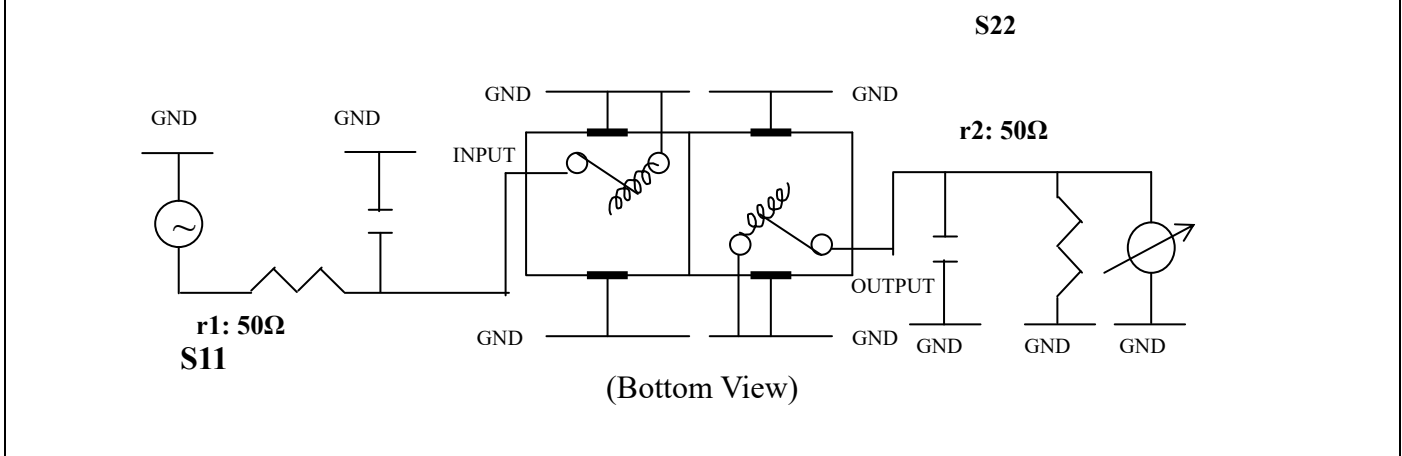 S22
GND
GND
GND
GND
r2: 50Ω
INPUT
~
OUTPUT
r1: 50Ω
S11
GND
GND
GND
GND
GND
(Bottom View)